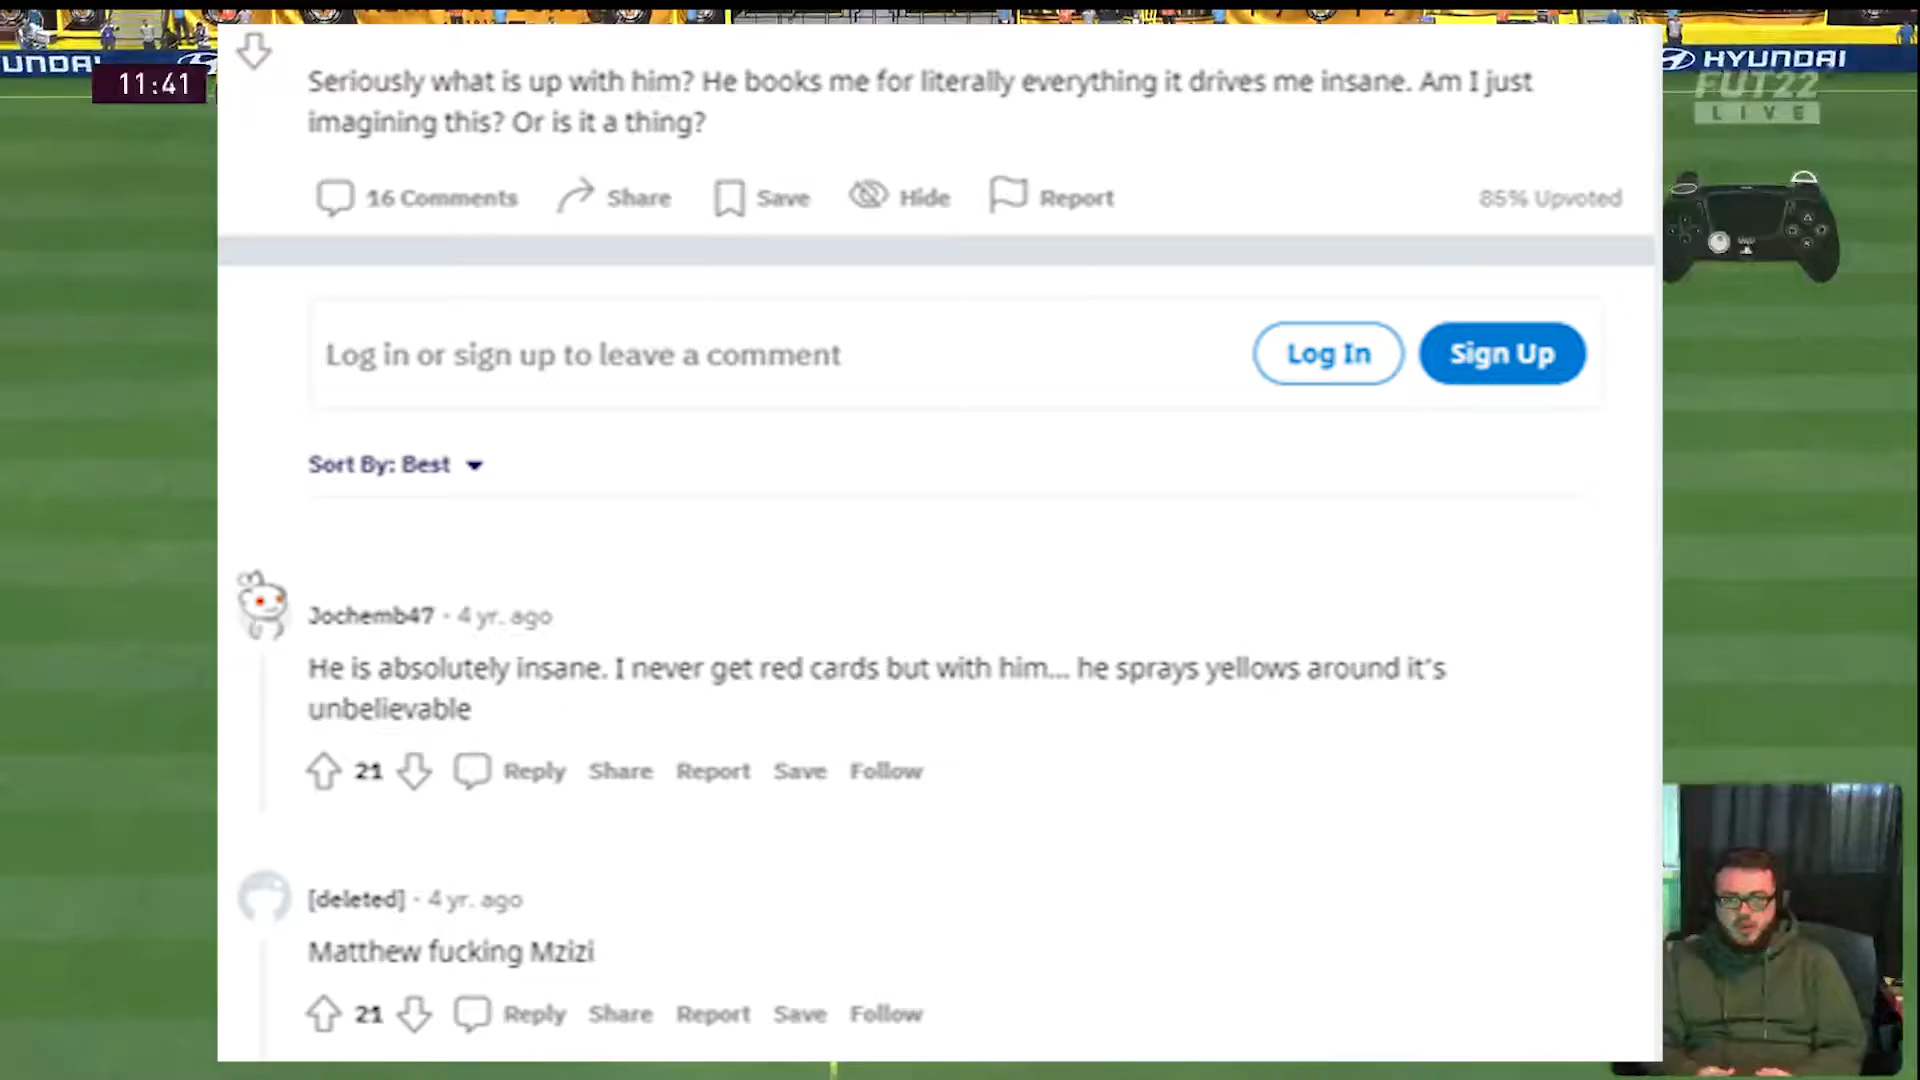 UNDAI
HYUNDAI
11:41
FUT22
LIVE
Seriously what is up with him? He books me for literally everything it drives me insane. Am I just
imagining this? Or is it a thing?
16 Comments Share Save Hide Report 85% Upvoted
Log in or sign up to leave a comment Log In Sign Up
Sort By: Best
Jochemb47 · 4 yr. ago
He is absolutely insane. I never get red cards but with him... he sprays yellows around it's
unbelievable
21 Reply Share Report Save Follow
[deleted] · 4 yr. ago
Matthew fucking Mzizi
21 Reply Share Report Save Follow